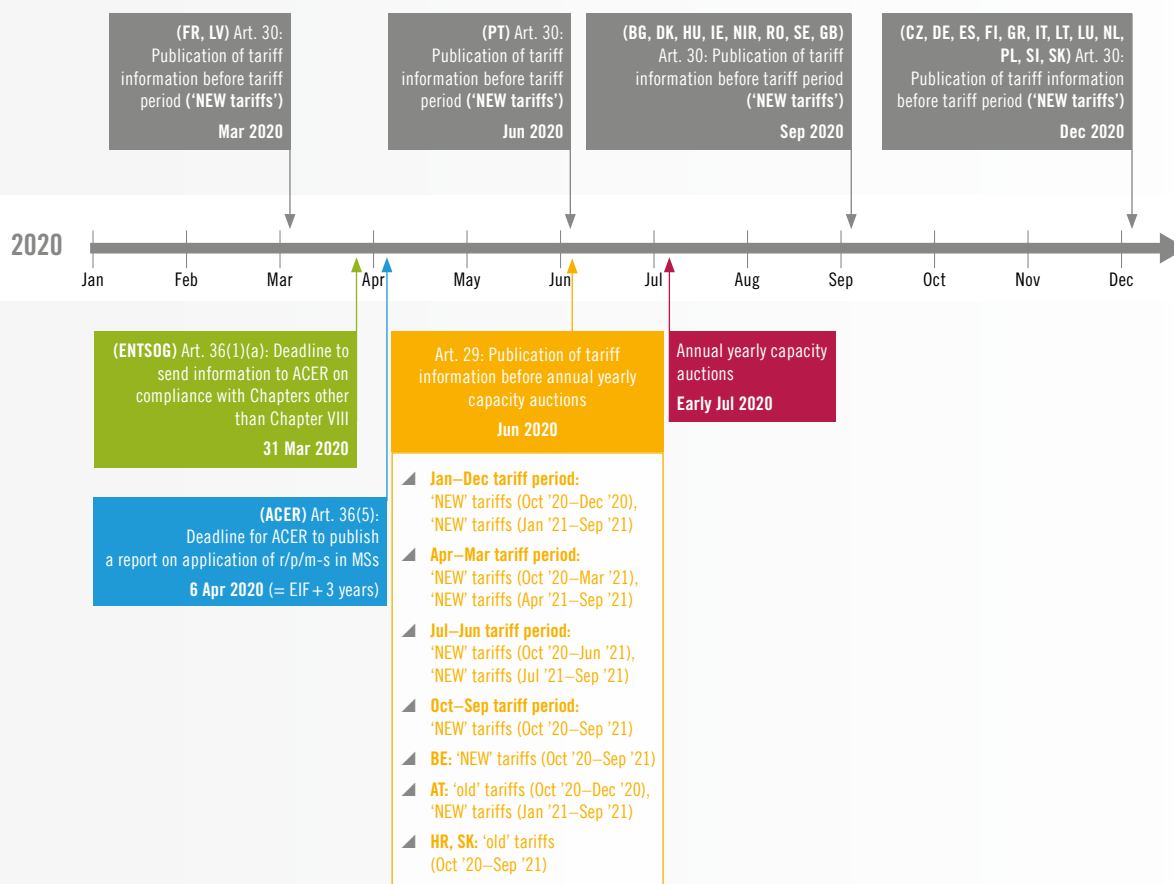 (FR, LV) Art. 30:
Publication of tariff
information before tariff
period (‘NEW tariffs’)
Mar 2020
(PT) Art. 30:
Publication of tariff
information before tariff
period (‘NEW tariffs’)
Jun 2020
(BG, DK, HU, IE, NIR, RO, SE, GB)
Art. 30: Publication of tariff
information before tariff period
(‘NEW tariffs’)
Sep 2020
(CZ, DE, ES, FI, GR, IT, LT, LU, NL,
PL, SI, SK) Art. 30:
Publication of tariff information
before tariff period (‘NEW tariffs’)
Dec 2020
2020
Jan Feb Mar Apr May Jun Jul Aug Sep Oct Nov Dec
(ENTSOG) Art. 36(1)(a): Deadline to
send information to ACER on
compliance with Chapters other
than Chapter VIII
31 Mar 2020
(ACER) Art. 36(5):
Deadline for ACER to publish
a report on application of r/p/m-s in MSs
6 Apr 2020 (= EIF + 3 years)
Art. 29: Publication of tariff
information before annual yearly
capacity auctions
Jun 2020
Jan–Dec tariff period:
‘NEW’ tariffs (Oct ’20–Dec ’20),
‘NEW’ tariffs (Jan ’21–Sep ’21)
Apr–Mar tariff period:
‘NEW’ tariffs (Oct ’20–Mar ’21),
‘NEW’ tariffs (Apr ’21–Sep ’21)
Jul–Jun tariff period:
‘NEW’ tariffs (Oct ’20–Jun ’21),
‘NEW’ tariffs (Jul ’21–Sep ’21)
Oct–Sep tariff period:
‘NEW’ tariffs (Oct ’20–Sep ’21)
BE: ‘NEW’ tariffs (Oct ’20–Sep ’21)
AT: ‘old’ tariffs (Oct ’20–Dec ’20),
‘NEW’ tariffs (Jan ’21–Sep ’21)
HR, SK: ‘old’ tariffs
(Oct ’20–Sep ’21)
Annual yearly capacity
auctions
Early Jul 2020